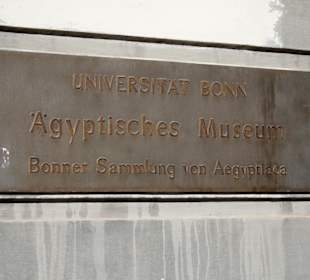 UNIVERSITÄT BONN
Ägyptisches Museum
Bonner Sammlung von Aegyptiaca